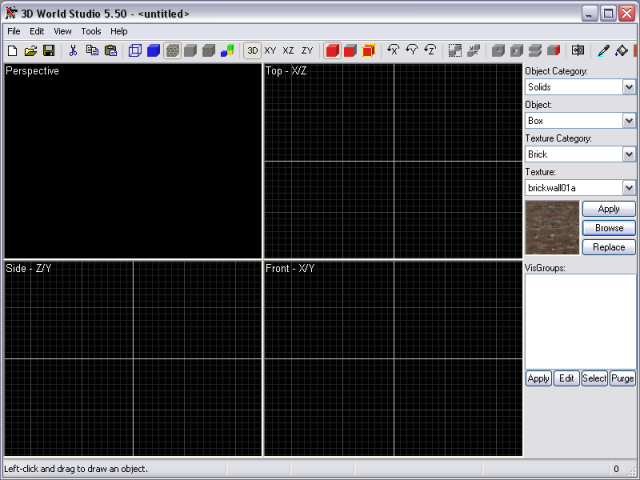 3D World Studio 5.50 - <untitled>
File Edit View Tools Help
3D XY XZ ZY X Y Z
Perspective
Top - X/Z
Side - Z/Y
Front - X/Y
Object Category:
Solids
Object:
Box
Texture Category:
Brick
Texture:
brickwall01a
Apply
Browse
Replace
VisGroups:
Apply Edit Select Purge
Left-click and drag to draw an object.
0